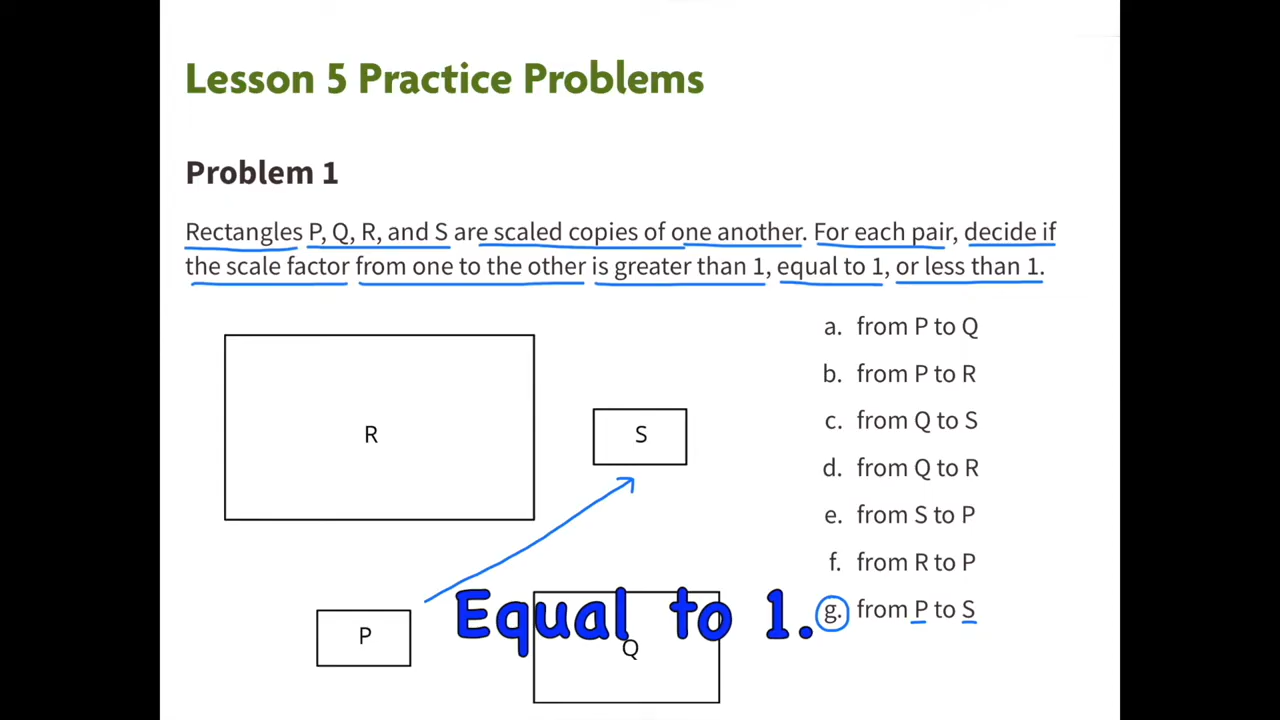 Lesson 5 Practice Problems
Problem 1
Rectangles P, Q, R, and S are scaled copies of one another. For each pair, decide if
the scale factor from one to the other is greater than 1, equal to 1, or less than 1.
R
S
P
Q
Equal to 1.
a. from P to Q
b. from P to R
c. from Q to S
d. from Q to R
e. from S to P
f. from R to P
g. from P to S